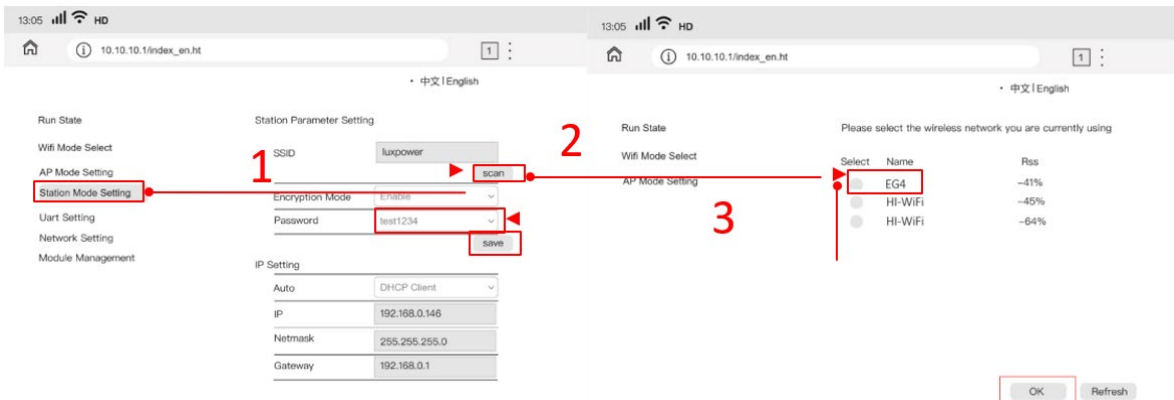 13:05 HD
10.10.10.1/index_en.ht
1
• 中文 | English
Run State
Wifi Mode Select
AP Mode Setting
Station Mode Setting
Uart Setting
Network Setting
Module Management
Station Parameter Setting
SSID luxpower
scan
Encryption Mode Enable
Password test1234
save
IP Setting
Auto DHCP Client
IP 192.168.0.146
Netmask 255.255.255.0
Gateway 192.168.0.1
1
2
3
13:05 HD
10.10.10.1/index_en.ht
1
• 中文 | English
Run State
Wifi Mode Select
AP Mode Setting
Please select the wireless network you are currently using
Select Name Rss
EG4 -41%
HI-WiFi -45%
HI-WiFi -64%
OK Refresh